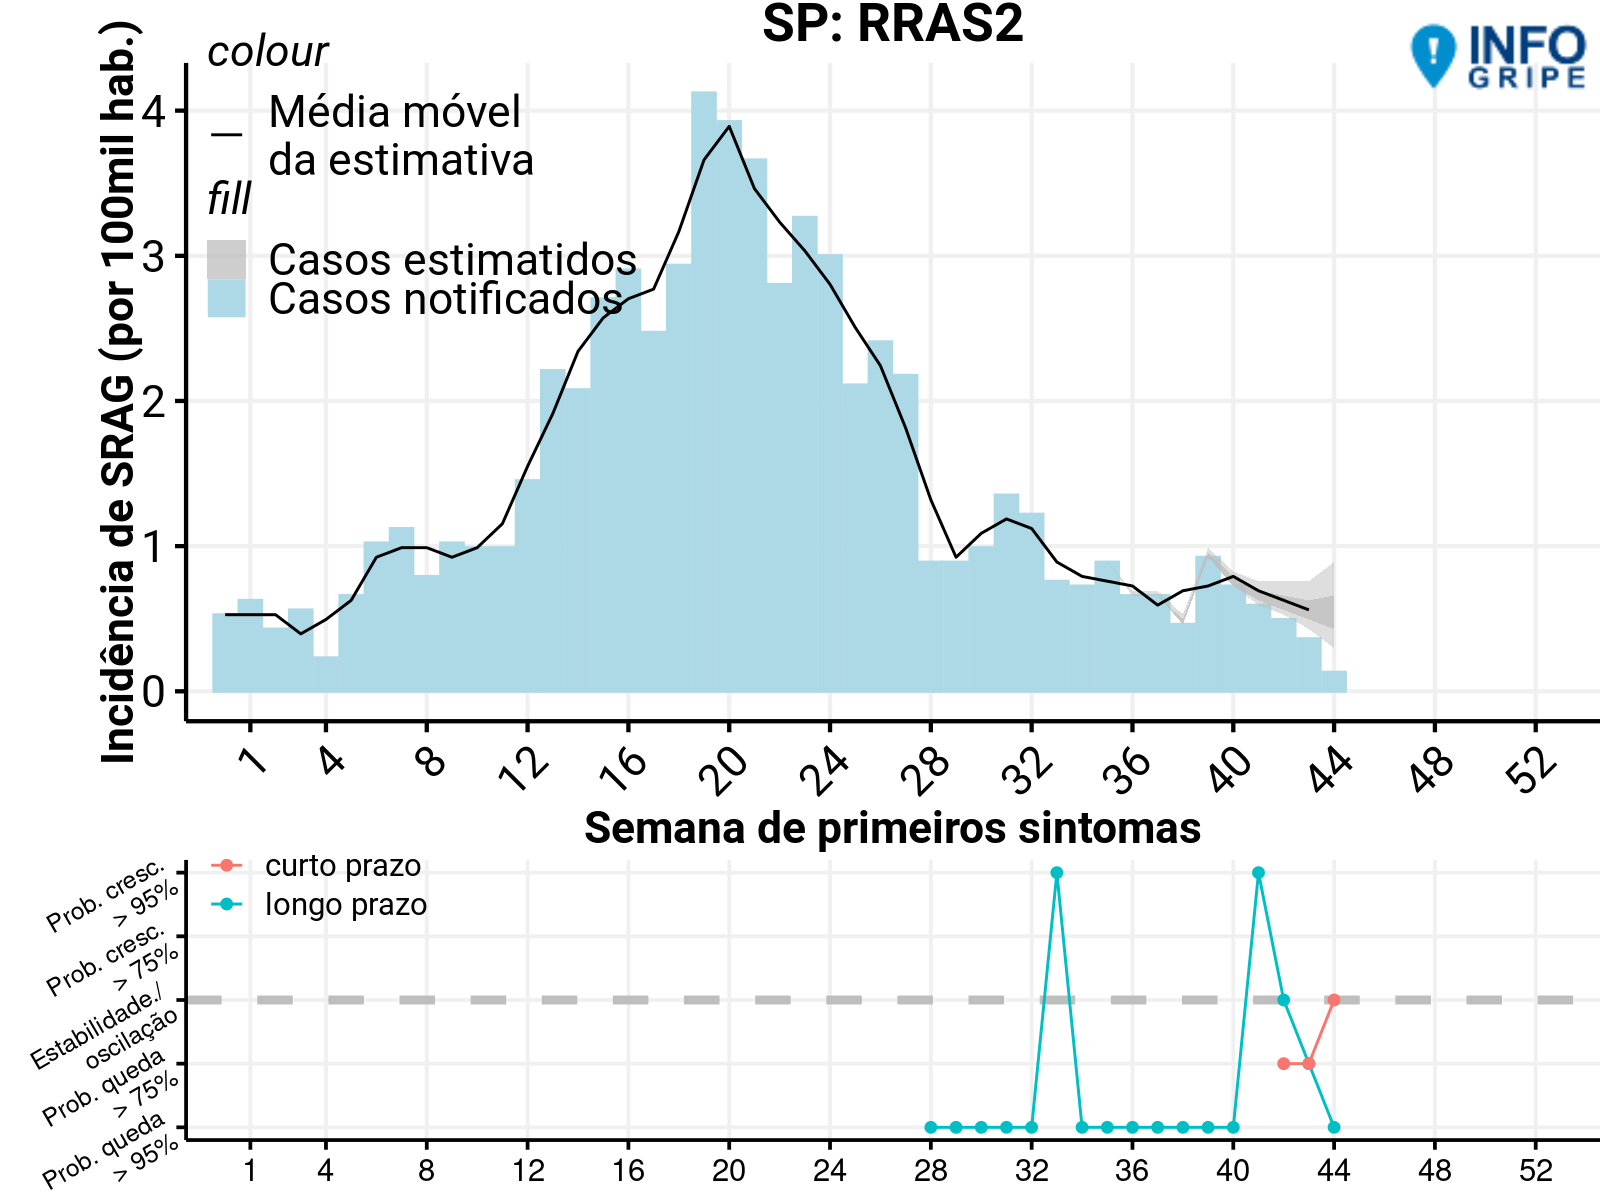 SP: RRAS2
INFO
GRIPE
colour
Média móvel
da estimativa
fill
Casos estimatidos
Casos notificados
Incidência de SRAG (por 100mil hab.)
4
3
2
1
0
1 4 8 12 16 20 24 28 32 36 40 44 48 52
Semana de primeiros sintomas
curto prazo
longo prazo
Prob. cresc.
> 95%
Prob. cresc.
> 75%
Estabilidade./
oscilação
Prob. queda
> 75%
Prob. queda
> 95%
1 4 8 12 16 20 24 28 32 36 40 44 48 52